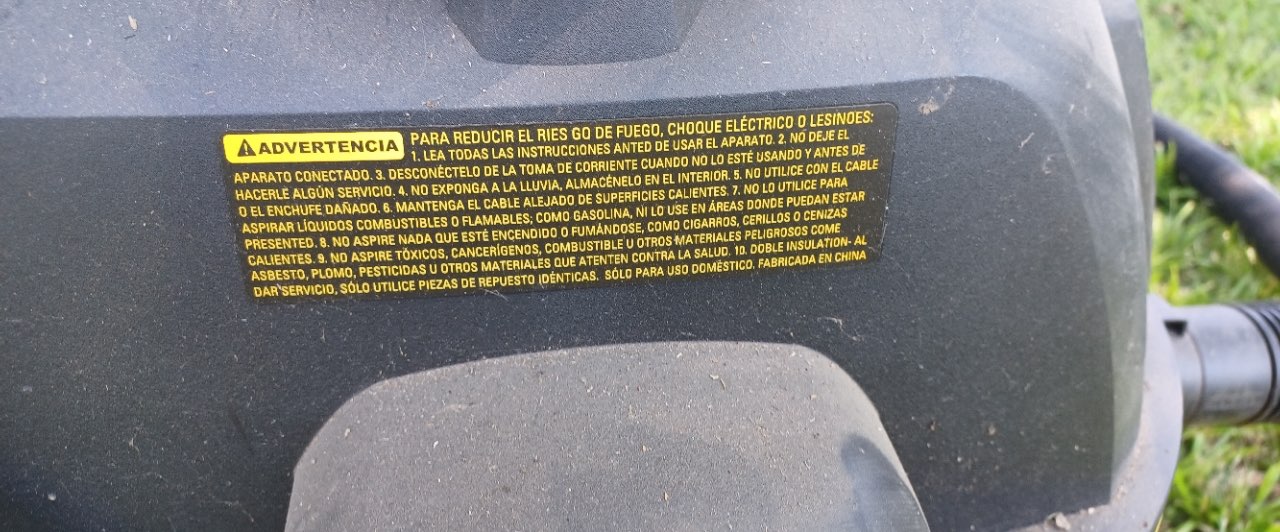 ADVERTENCIA PARA REDUCIR EL RIES GO DE FUEGO, CHOQUE ELÉCTRICO O LESINOES:
1. LEA TODAS LAS INSTRUCCIONES ANTED DE USAR EL APARATO. 2. NO DEJE EL
APARATO CONECTADO. 3. DESCONÉCTELO DE LA TOMA DE CORRIENTE CUANDO NO LO ESTÉ USANDO Y ANTES DE
HACERLE ALGÚN SERVICIO. 4. NO EXPONGA A LA LLUVIA, ALMACÉNELO EN EL INTERIOR. 5. NO UTILICE CON EL CABLE
O EL ENCHUFE DAÑADO. 6. MANTENGA EL CABLE ALEJADO DE SUPERFICIES CALIENTES. 7. NO LO UTILICE PARA
ASPIRAR LÍQUIDOS COMBUSTIBLES O FLAMABLES; COMO GASOLINA, NI LO USE EN ÁREAS DONDE PUEDAN ESTAR
PRESENTED. 8. NO ASPIRE NADA QUE ESTÉ ENCENDIDO O FUMÁNDOSE, COMO CIGARROS, CERILLOS O CENIZAS
CALIENTES. 9. NO ASPIRE TÓXICOS, CANCERÍGENOS, COMBUSTIBLE U OTROS MATERIALES PELIGROSOS COME
ASBESTO, PLOMO, PESTICIDAS U OTROS MATERIALES QUE ATENTEN CONTRA LA SALUD. 10. DOBLE INSULATION- AL
DAR SERVICIO, SÓLO UTILICE PIEZAS DE REPUESTO IDÉNTICAS. SÓLO PARA USO DOMÉSTICO. FABRICADA EN CHINA